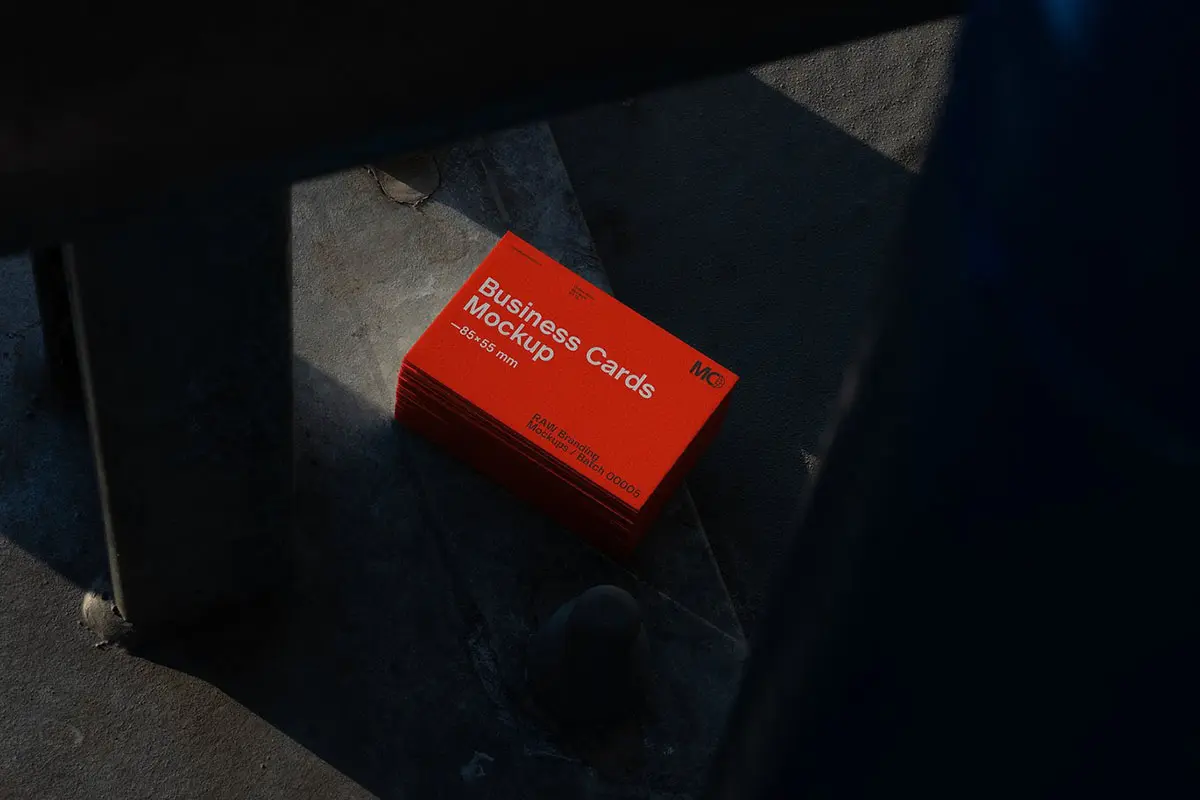 Business Cards
Mockup
—85×55 mm
MC
RAW Branding
Mockups / Batch 00005